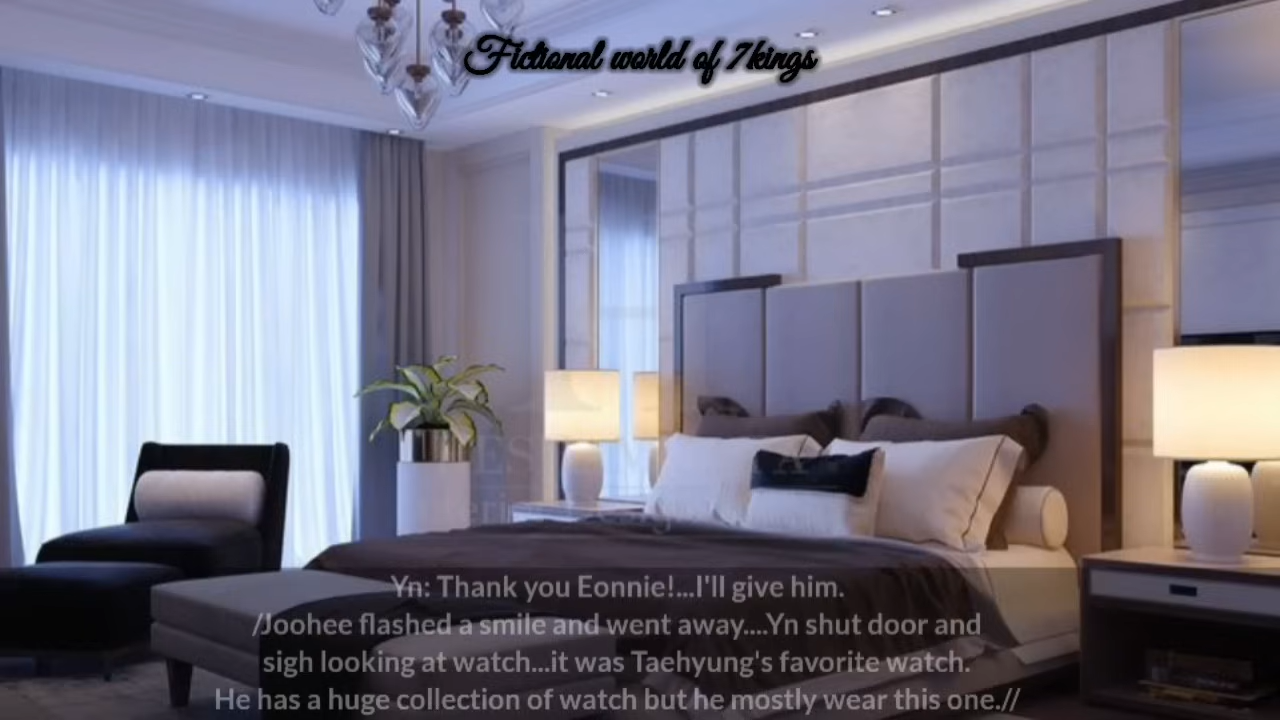 Fictional world of 7kings
Yn: Thank you Eonnie!...I'll give him.
/Joohee flashed a smile and went away....Yn shut door and
sigh looking at watch...it was Taehyung's favorite watch.
He has a huge collection of watch but he mostly wear this one.//